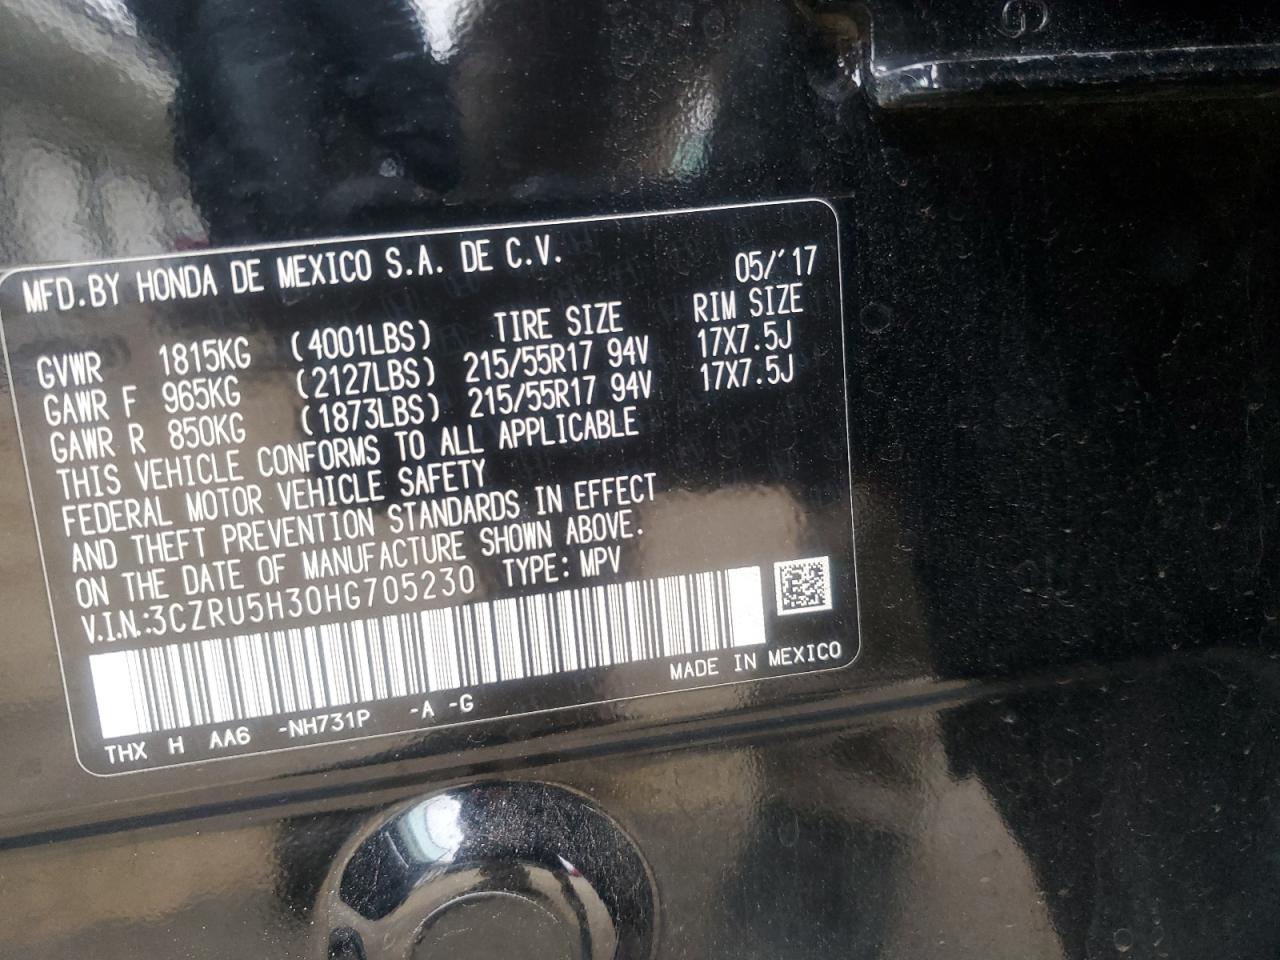 MFD.BY HONDA DE MEXICO S.A. DE C.V. 05/'17
TIRE SIZE RIM SIZE
GVWR 1815KG (4001LBS)
GAWR F 965KG (2127LBS) 215/55R17 94V 17X7.5J
GAWR R 850KG (1873LBS) 215/55R17 94V 17X7.5J
THIS VEHICLE CONFORMS TO ALL APPLICABLE
FEDERAL MOTOR VEHICLE SAFETY
AND THEFT PREVENTION STANDARDS IN EFFECT
ON THE DATE OF MANUFACTURE SHOWN ABOVE.
V.I.N.:3CZRU5H30HG705230 TYPE: MPV
MADE IN MEXICO
THX H AA6 -NH731P -A -G